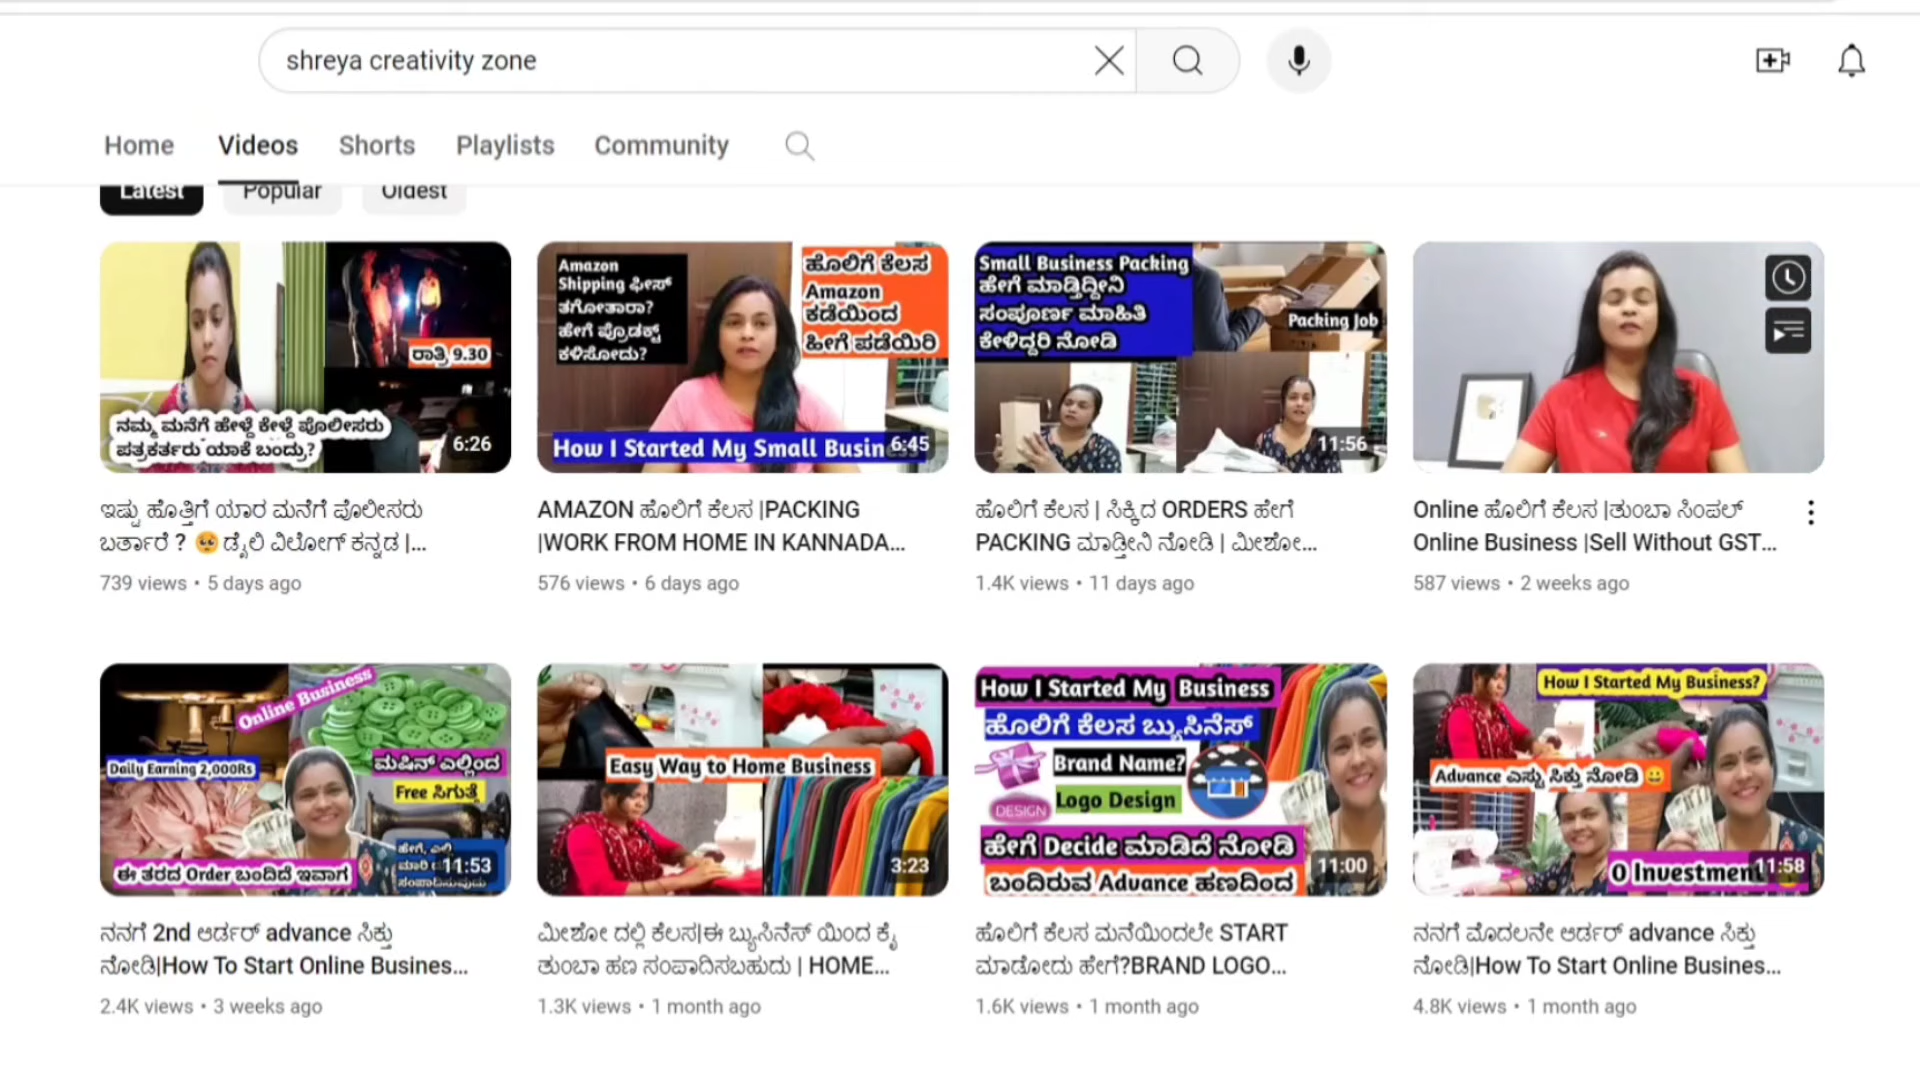 shreya creativity zone
Home Videos Shorts Playlists Community
Latest Popular Oldest
ರಾತ್ರಿ 9.30
ನಮ್ಮ ಮನೆಗೆ ಹೇಳ್ದೆ ಕೇಳ್ದೆ ಪೊಲೀಸರು
ಪತ್ರಕರ್ತರು ಯಾಕೆ ಬಂದ್ರು?
6:26
Amazon
Shipping ಫೀಸ್
ತಗೋತಾರಾ?
ಹೇಗೆ ಪ್ರೊಡಕ್ಟ್
ಕಳಿಸೋದು?
ಹೊಲಿಗೆ ಕೆಲಸ
Amazon
ಕಡೆಯಿಂದ
ಹೀಗೆ ಪಡೆಯಿರಿ
How I Started My Small Busin
6:45
Small Business Packing
ಹೇಗೆ ಮಾಡ್ತಿದ್ದೀನಿ
ಸಂಪೂರ್ಣ ಮಾಹಿತಿ
ಕೇಳಿದ್ದರಿ ನೋಡಿ
Packing Job
11:56
ಇಷ್ಟು ಹೊತ್ತಿಗೆ ಯಾರ ಮನೆಗೆ ಪೊಲೀಸರು
ಬರ್ತಾರೆ ? 🥺 ಡೈಲಿ ವಿಲೋಗ್ ಕನ್ನಡ |...
739 views • 5 days ago
AMAZON ಹೊಲಿಗೆ ಕೆಲಸ |PACKING
|WORK FROM HOME IN KANNADA...
576 views • 6 days ago
ಹೊಲಿಗೆ ಕೆಲಸ | ಸಿಕ್ಕಿದ ORDERS ಹೇಗೆ
PACKING ಮಾಡ್ತೀನಿ ನೋಡಿ | ಮೀಶೋ...
1.4K views • 11 days ago
Online ಹೊಲಿಗೆ ಕೆಲಸ |ತುಂಬಾ ಸಿಂಪಲ್
Online Business |Sell Without GST...
587 views • 2 weeks ago
Online Business
Daily Earning 2,000Rs
ಮಷಿನ್ ಎಲ್ಲಿಂದ
Free ಸಿಗುತ್ತೆ
ಈ ತರದ Order ಬಂದಿದೆ ಇವಾಗ
ಹೇಗೆ, ಎಲ್ಲಿ
ಮಾರಿ
ಸಂಪಾದಿಸುವುದು
11:53
Easy Way to Home Business
3:23
How I Started My Business
ಹೊಲಿಗೆ ಕೆಲಸ ಬ್ಯುಸಿನೆಸ್
Brand Name?
DESIGN
Logo Design
ಹೇಗೆ Decide ಮಾಡಿದೆ ನೋಡಿ
ಬಂದಿರುವ Advance ಹಣದಿಂದ
11:00
How I Started My Business?
Advance ಎಷ್ಟು ಸಿಕ್ತು ನೋಡಿ 😀
0 Investment
11:58
ನನಗೆ 2nd ಆರ್ಡರ್ advance ಸಿಕ್ತು
ನೋಡಿ|How To Start Online Busines...
2.4K views • 3 weeks ago
ಮೀಶೋ ದಲ್ಲಿ ಕೆಲಸ|ಈ ಬ್ಯುಸಿನೆಸ್ ಯಿಂದ ಕೈ
ತುಂಬಾ ಹಣ ಸಂಪಾದಿಸಬಹುದು | HOME...
1.3K views • 1 month ago
ಹೊಲಿಗೆ ಕೆಲಸ ಮನೆಯಿಂದಲೇ START
ಮಾಡೋದು ಹೇಗೆ?BRAND LOGO...
1.6K views • 1 month ago
ನನಗೆ ಮೊದಲನೇ ಆರ್ಡರ್ advance ಸಿಕ್ತು
ನೋಡಿ|How To Start Online Busines...
4.8K views • 1 month ago